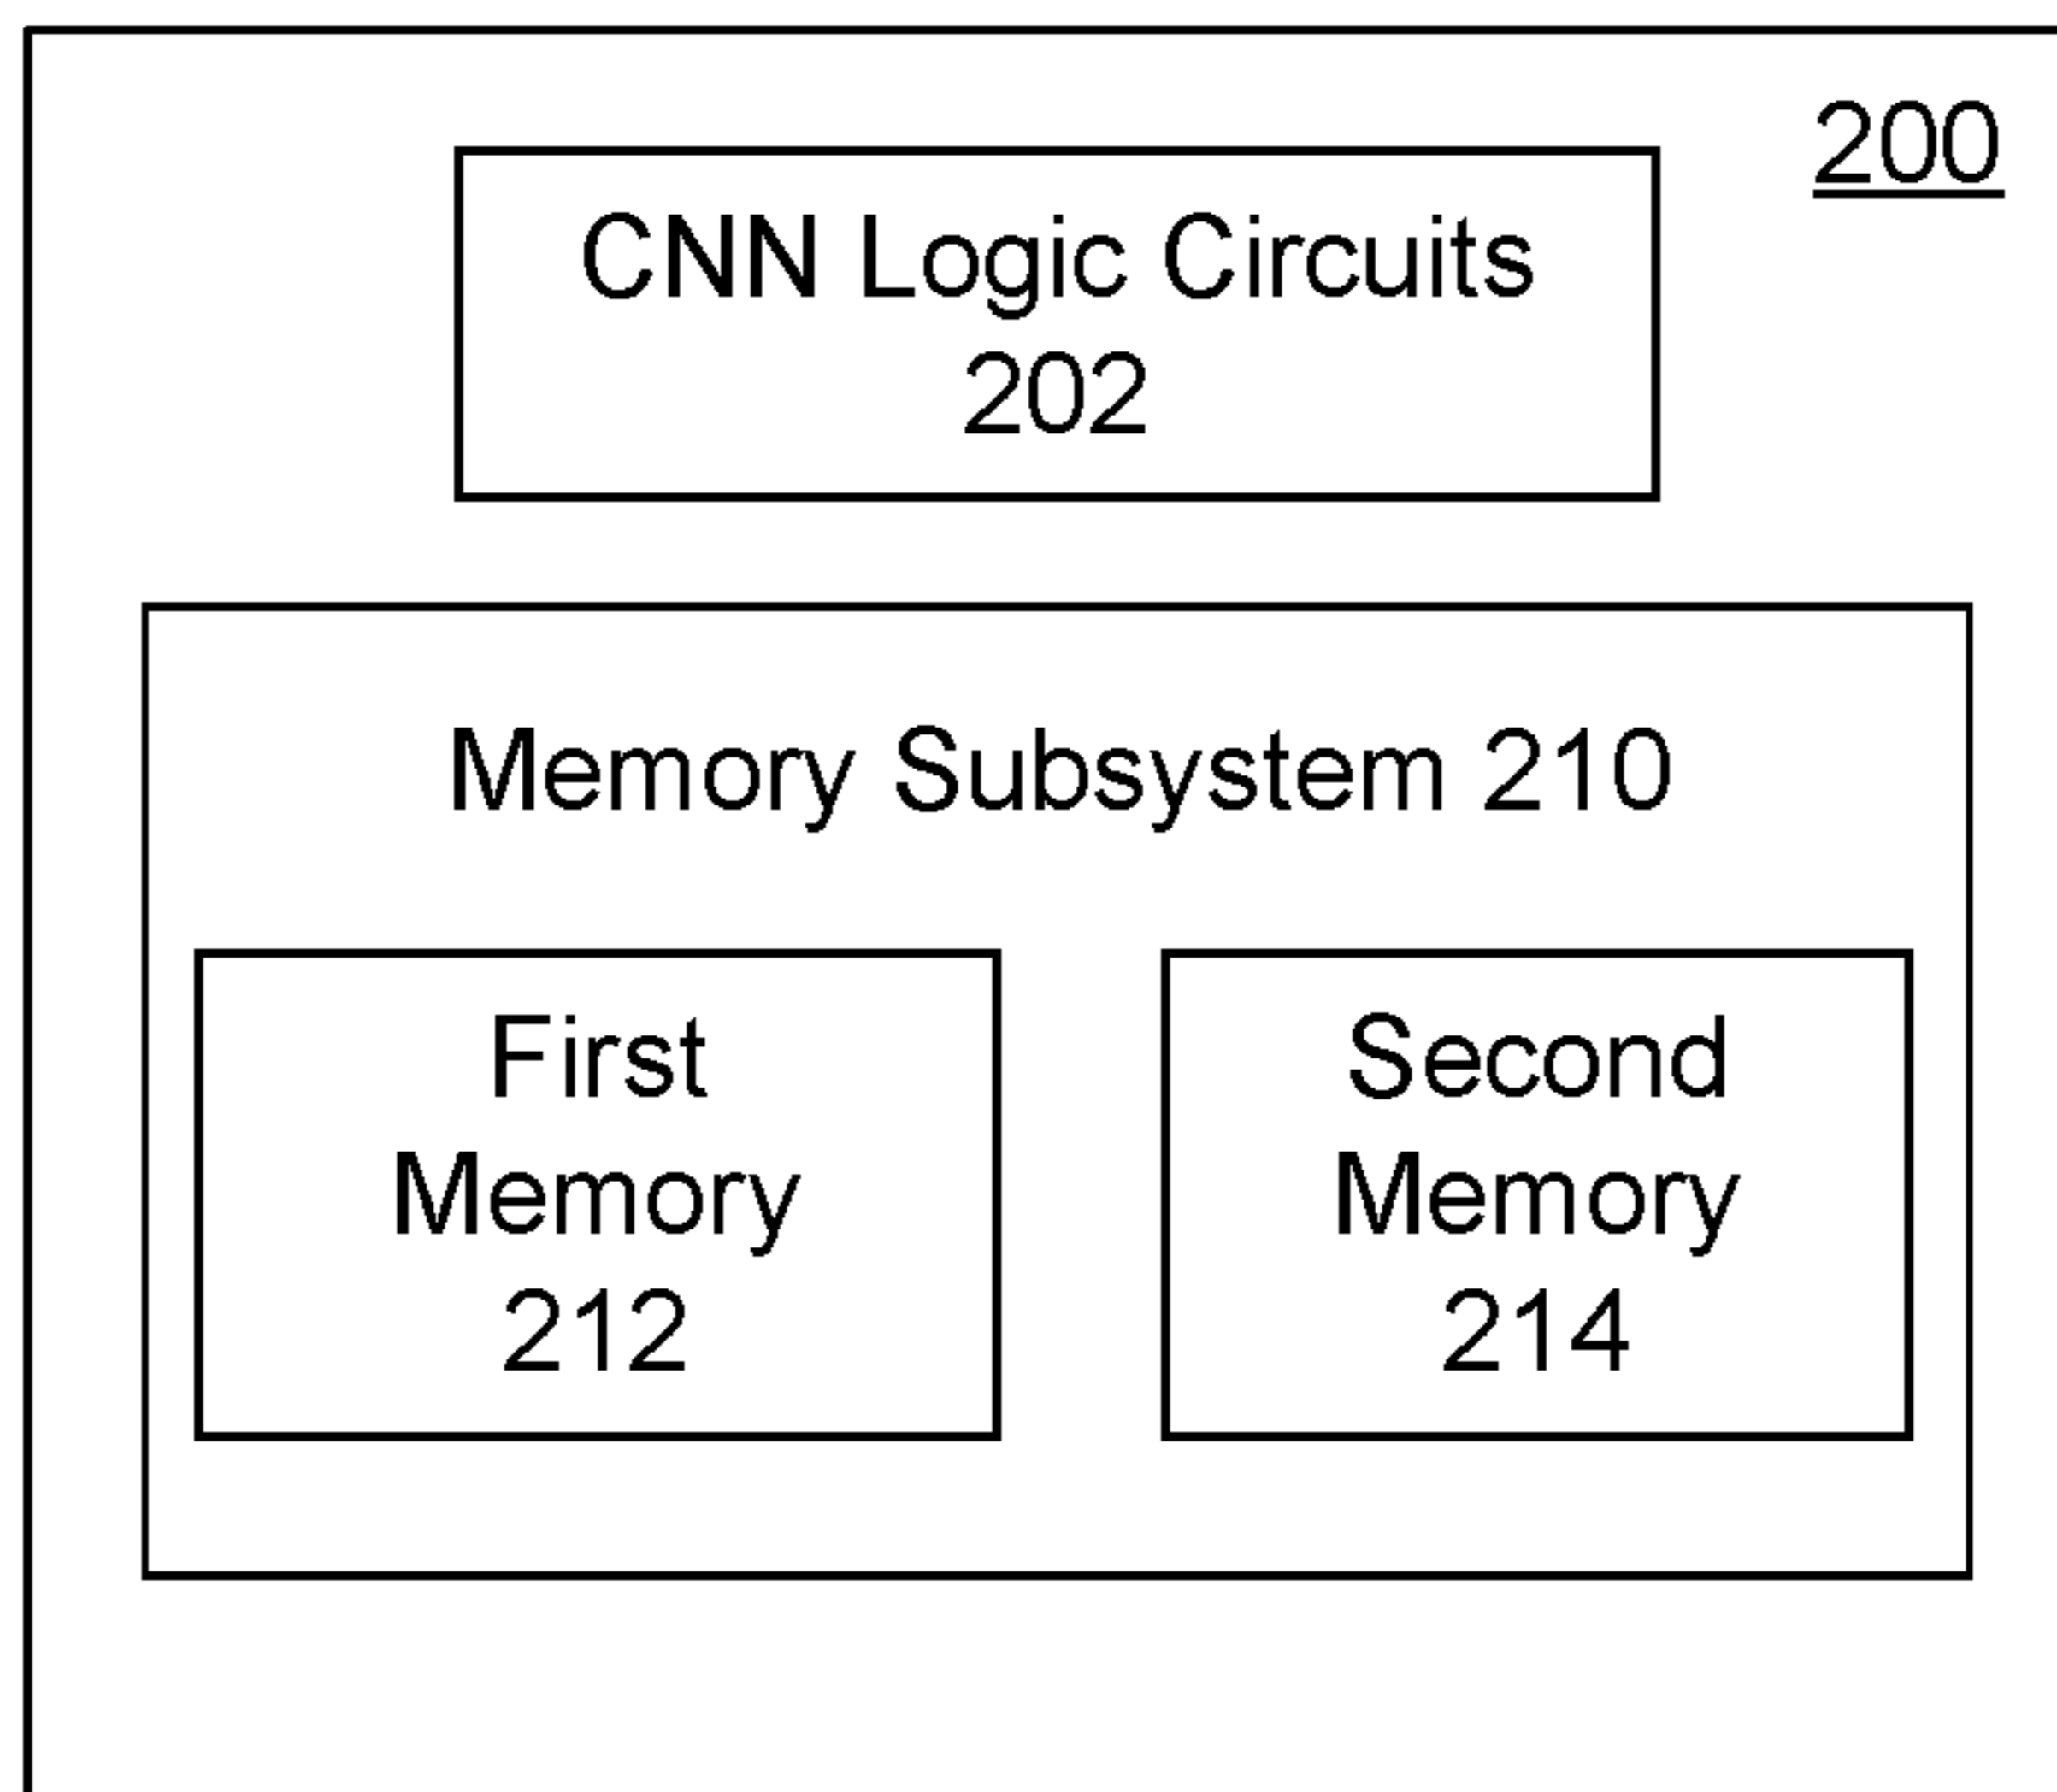 200
CNN Logic Circuits
202
Memory Subsystem 210
First
Memory
212
Second
Memory
214